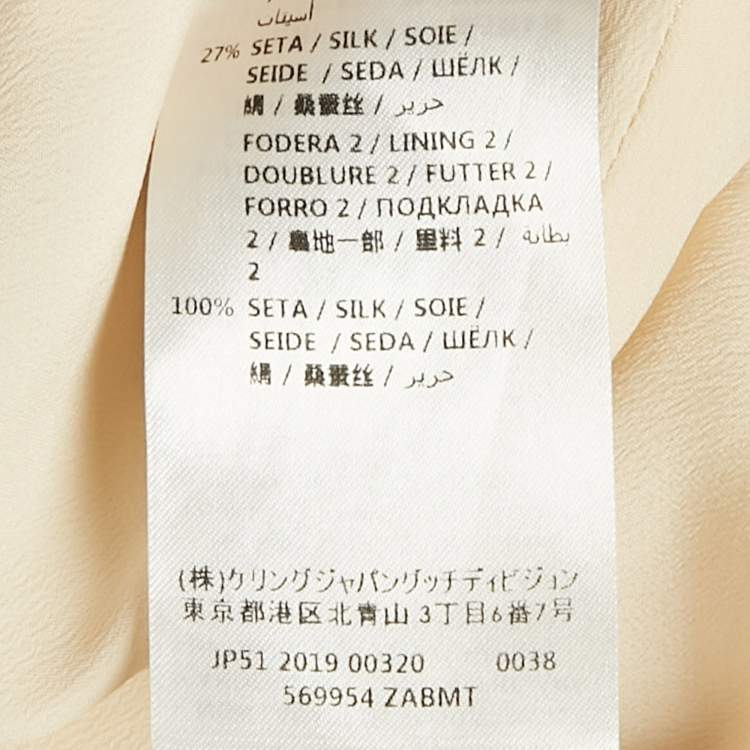 أسيتات
27% SETA / SILK / SOIE /
SEIDE / SEDA / ШЁЛК /
絹 / 桑蠶丝 / حرير
FODERA 2 / LINING 2 /
DOUBLURE 2 / FUTTER 2 /
FORRO 2 / ПОДКЛАДКА
2 / 裏地一部 / 里料 2 / بطانة
2
100% SETA / SILK / SOIE /
SEIDE / SEDA / ШЁЛК /
絹 / 桑蠶丝 / حرير
(株)ケリングジャパングッチディビジョン
東京都港区北青山 3丁目6番7号
JP51 2019 00320 0038
569954 ZABMT